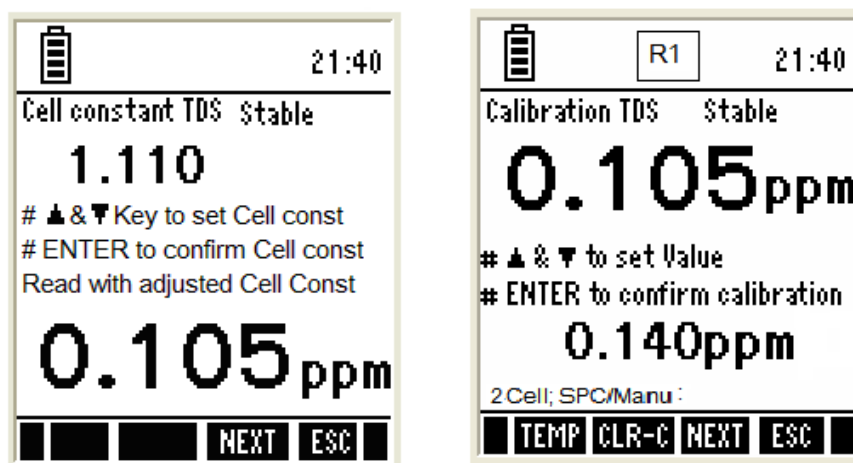 21:40
Cell constant TDS Stable
1.110
# ▲&▼ Key to set Cell const
# ENTER to confirm Cell const
Read with adjusted Cell Const
0.105ppm
NEXT ESC
R1 21:40
Calibration TDS Stable
0.105ppm
# ▲ & ▼ to set Value
# ENTER to confirm calibration
0.140ppm
2 Cell; SPC/Manu :
TEMP CLR-C NEXT ESC